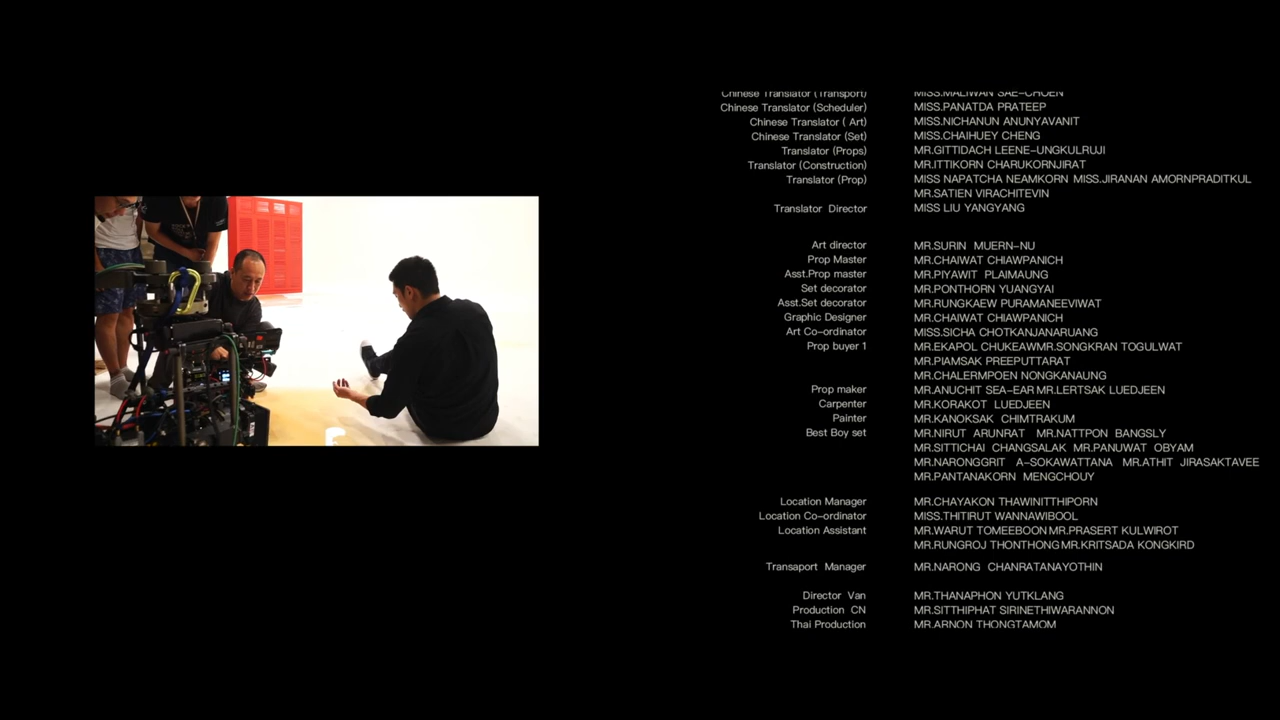 Chinese Translator (Transport) MISS.MALIWAN SAE-CHOEN
Chinese Translator (Scheduler) MISS.PANATDA PRATEEP
Chinese Translator ( Art) MISS.NICHANUN ANUNYAVANIT
Chinese Translator (Set) MISS.CHAIHUEY CHENG
Translator (Props) MR.GITTIDACH LEENE-UNGKULRUJI
Translator (Construction) MR.ITTIKORN CHARUKORNJIRAT
Translator (Prop) MISS NAPATCHA NEAMKORN MISS.JIRANAN AMORNPRADITKUL
MR.SATIEN VIRACHITEVIN
Translator Director MISS LIU YANGYANG
Art director MR.SURIN MUERN-NU
Prop Master MR.CHAIWAT CHIAWPANICH
Asst.Prop master MR.PIYAWIT PLAIMAUNG
Set decorator MR.PONTHORN YUANGYAI
Asst.Set decorator MR.RUNGKAEW PURAMANEEVIWAT
Graphic Designer MR.CHAIWAT CHIAWPANICH
Art Co-ordinator MISS.SICHA CHOTKANJANARUANG
Prop buyer 1 MR.EKAPOL CHUKEAWMR.SONGKRAN TOGULWAT
MR.PIAMSAK PREEPUTTARAT
MR.CHALERMPOEN NONGKANAUNG
Prop maker MR.ANUCHIT SEA-EAR MR.LERTSAK LUEDJEEN
Carpenter MR.KORAKOT LUEDJEEN
Painter MR.KANOKSAK CHIMTRAKUM
Best Boy set MR.NIRUT ARUNRAT MR.NATTPON BANGSLY
MR.SITTICHAI CHANGSALAK MR.PANUWAT OBYAM
MR.NARONGGRIT A-SOKAWATTANA MR.ATHIT JIRASAKTAVEE
MR.PANTANAKORN MENGCHOUY
Location Manager MR.CHAYAKON THAWINITTHIPORN
Location Co-ordinator MISS.THITIRUT WANNAWIBOOL
Location Assistant MR.WARUT TOMEEBOON MR.PRASERT KULWIROT
MR.RUNGROJ THONTHONG MR.KRITSADA KONGKIRD
Transaport Manager MR.NARONG CHANRATANAYOTHIN
Director Van MR.THANAPHON YUTKLANG
Production CN MR.SITTHIPHAT SIRINETHIWARANNON
Thai Production MR.ARNON THONGTAMOM